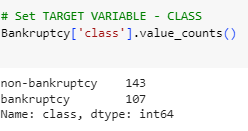 # Set TARGET VARIABLE - CLASS
Bankruptcy['class'].value_counts()
non-bankruptcy    143
bankruptcy        107
Name: class, dtype: int64